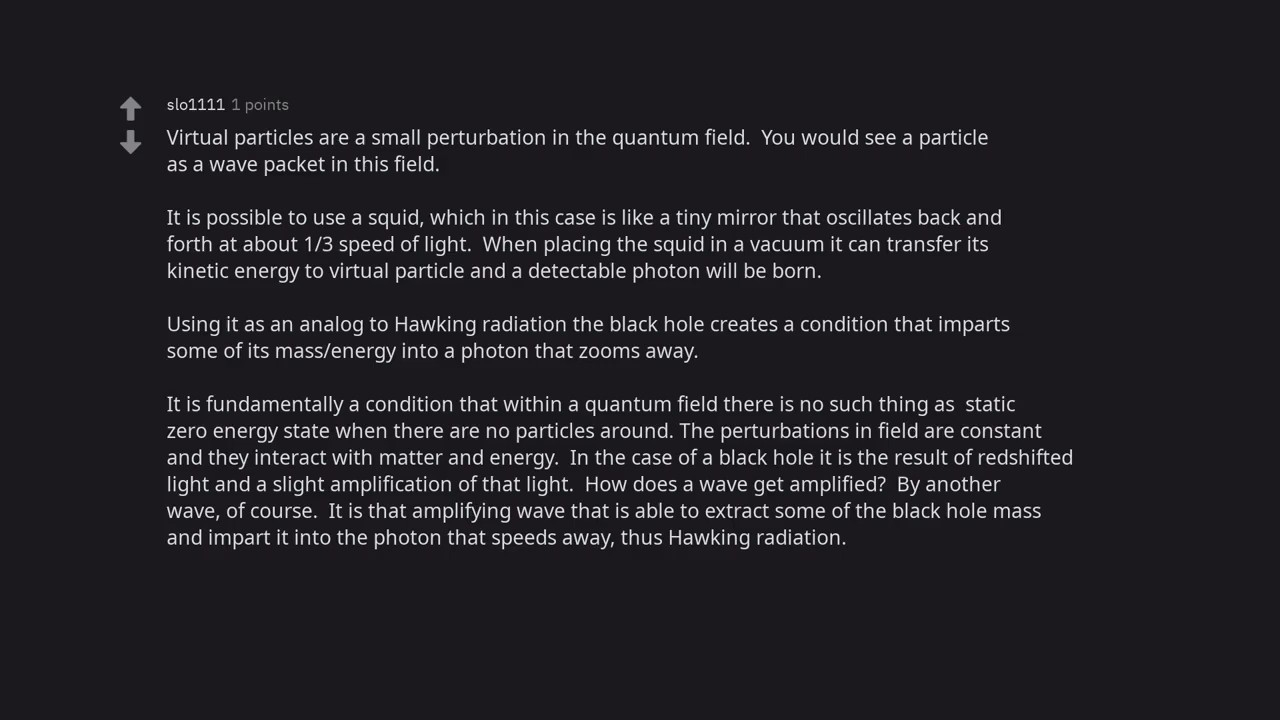 slo1111 1 points
Virtual particles are a small perturbation in the quantum field.  You would see a particle
as a wave packet in this field.
It is possible to use a squid, which in this case is like a tiny mirror that oscillates back and
forth at about 1/3 speed of light.  When placing the squid in a vacuum it can transfer its
kinetic energy to virtual particle and a detectable photon will be born.
Using it as an analog to Hawking radiation the black hole creates a condition that imparts
some of its mass/energy into a photon that zooms away.
It is fundamentally a condition that within a quantum field there is no such thing as  static
zero energy state when there are no particles around. The perturbations in field are constant
and they interact with matter and energy.  In the case of a black hole it is the result of redshifted
light and a slight amplification of that light.  How does a wave get amplified?  By another
wave, of course.  It is that amplifying wave that is able to extract some of the black hole mass
and impart it into the photon that speeds away, thus Hawking radiation.